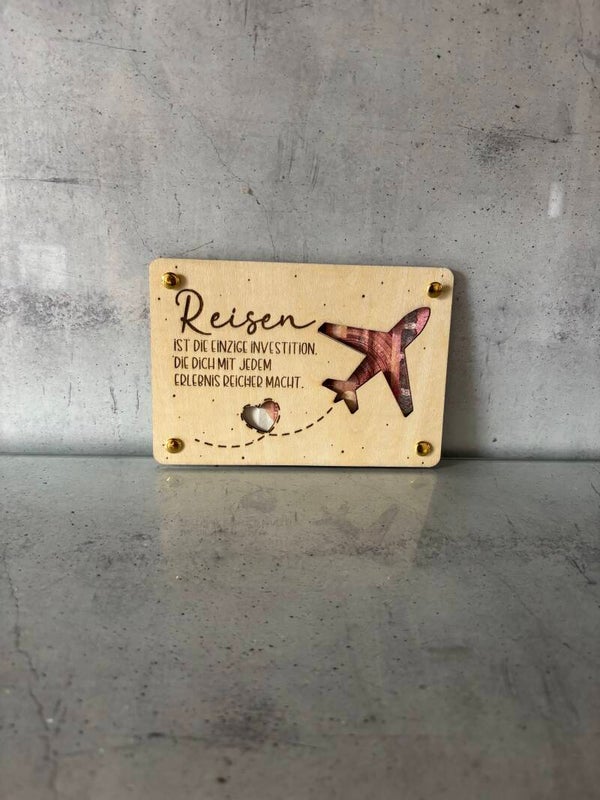 Reisen
IST DIE EINZIGE INVESTITION.
DIE DICH MIT JEDEM
ERLEBNIS REICHER MACHT.